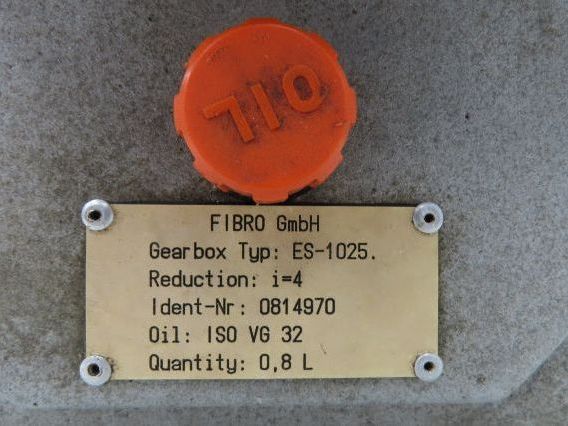 OIL
FIBRO GmbH
Gearbox Typ: ES-1025.
Reduction: i=4
Ident-Nr: 0814970
Oil: ISO VG 32
Quantity: 0,8 L